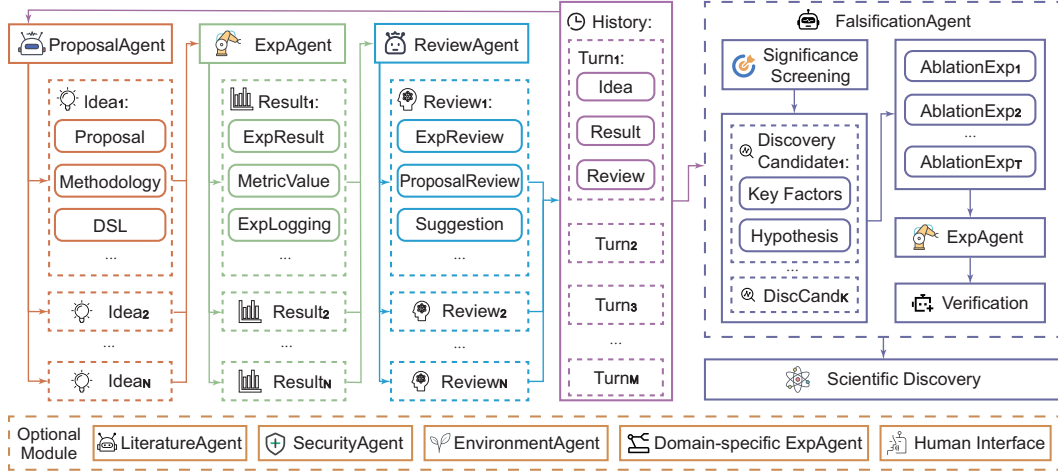 ProposalAgent
Idea1:
Proposal
Methodology
DSL
...
Idea2
...
IdeaN
ExpAgent
Result1:
ExpResult
MetricValue
ExpLogging
...
Result2
...
ResultN
ReviewAgent
Review1:
ExpReview
ProposalReview
Suggestion
...
Review2
...
ReviewN
History:
Turn1:
Idea
Result
Review
Turn2
Turn3
...
TurnM
FalsificationAgent
Significance
Screening
Discovery
Candidate1:
Key Factors
Hypothesis
...
DiscCandK
AblationExp1
AblationExp2
...
AblationExpT
ExpAgent
Verification
Scientific Discovery
Optional
Module
LiteratureAgent
SecurityAgent
EnvironmentAgent
Domain-specific ExpAgent
Human Interface